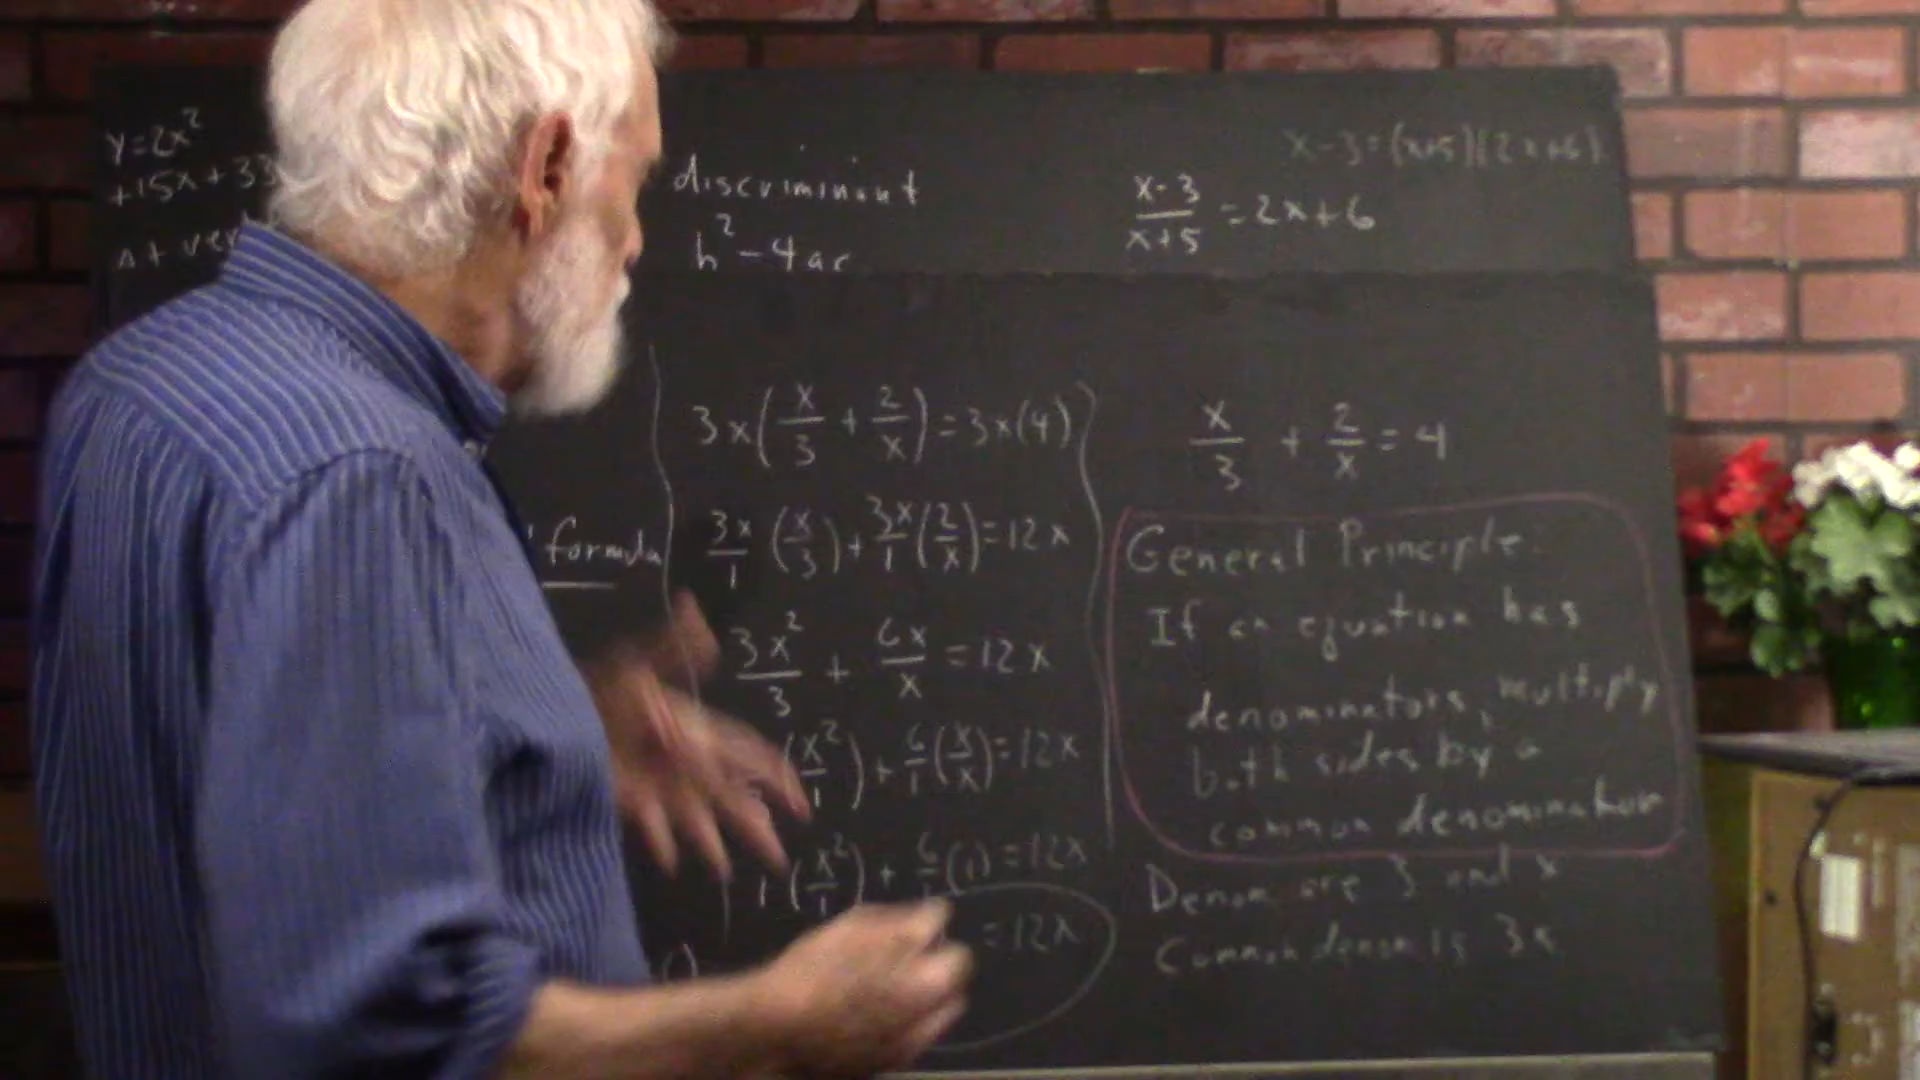 y=2x²
+15x+33
discriminant
b²-4ac
x-3=(x+5)(2x+6)
x-3/x+5 =2x+6
formula
3x(x/3 + 2/x)=3x(4)
3x/1 (x/3)+3x/1(2/x)=12x
3x²/3 + 6x/x =12x
(x²/1)+6/1(x/x)=12x
1(x²/1)+6/1(1)=12x
=12x
x/3 + 2/x =4
General Principle:
If an equation has
denominators, multiply
both sides by a
common denominator
Denom are 3 and x
Common denom is 3x